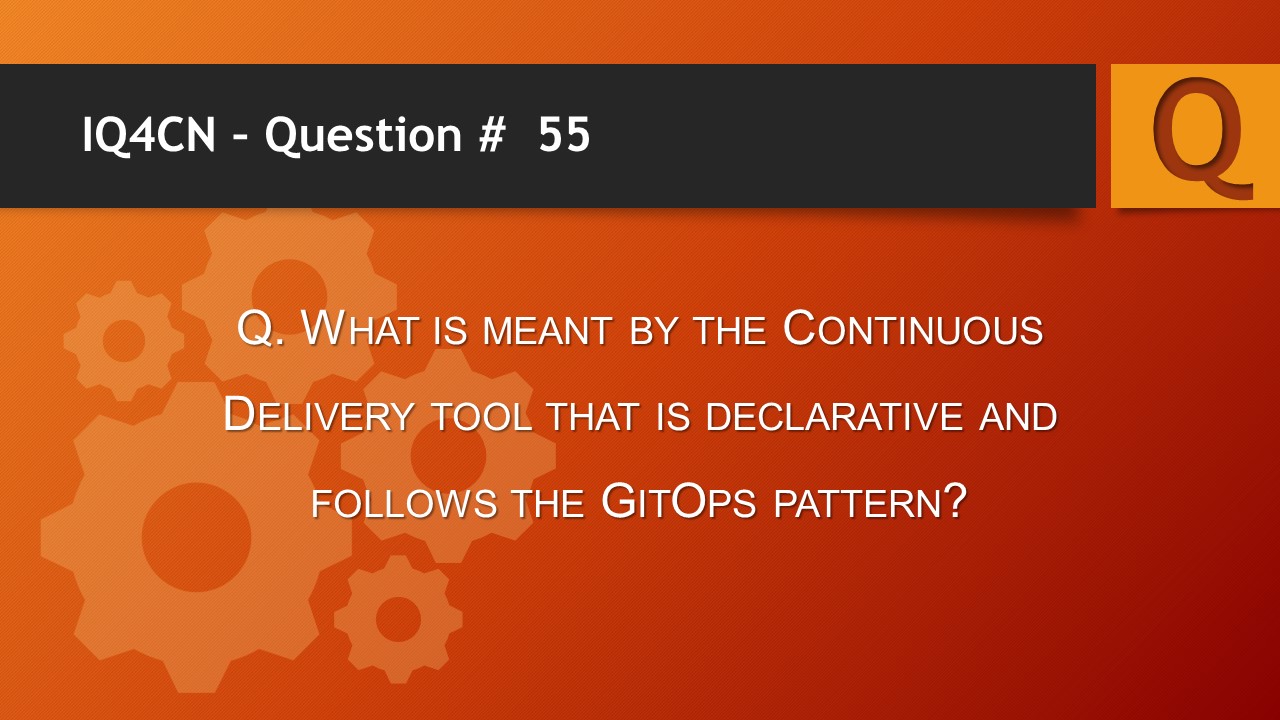 IQ4CN – Question #  55
Q
Q. What is meant by the Continuous
Delivery tool that is declarative and
follows the GitOps pattern?